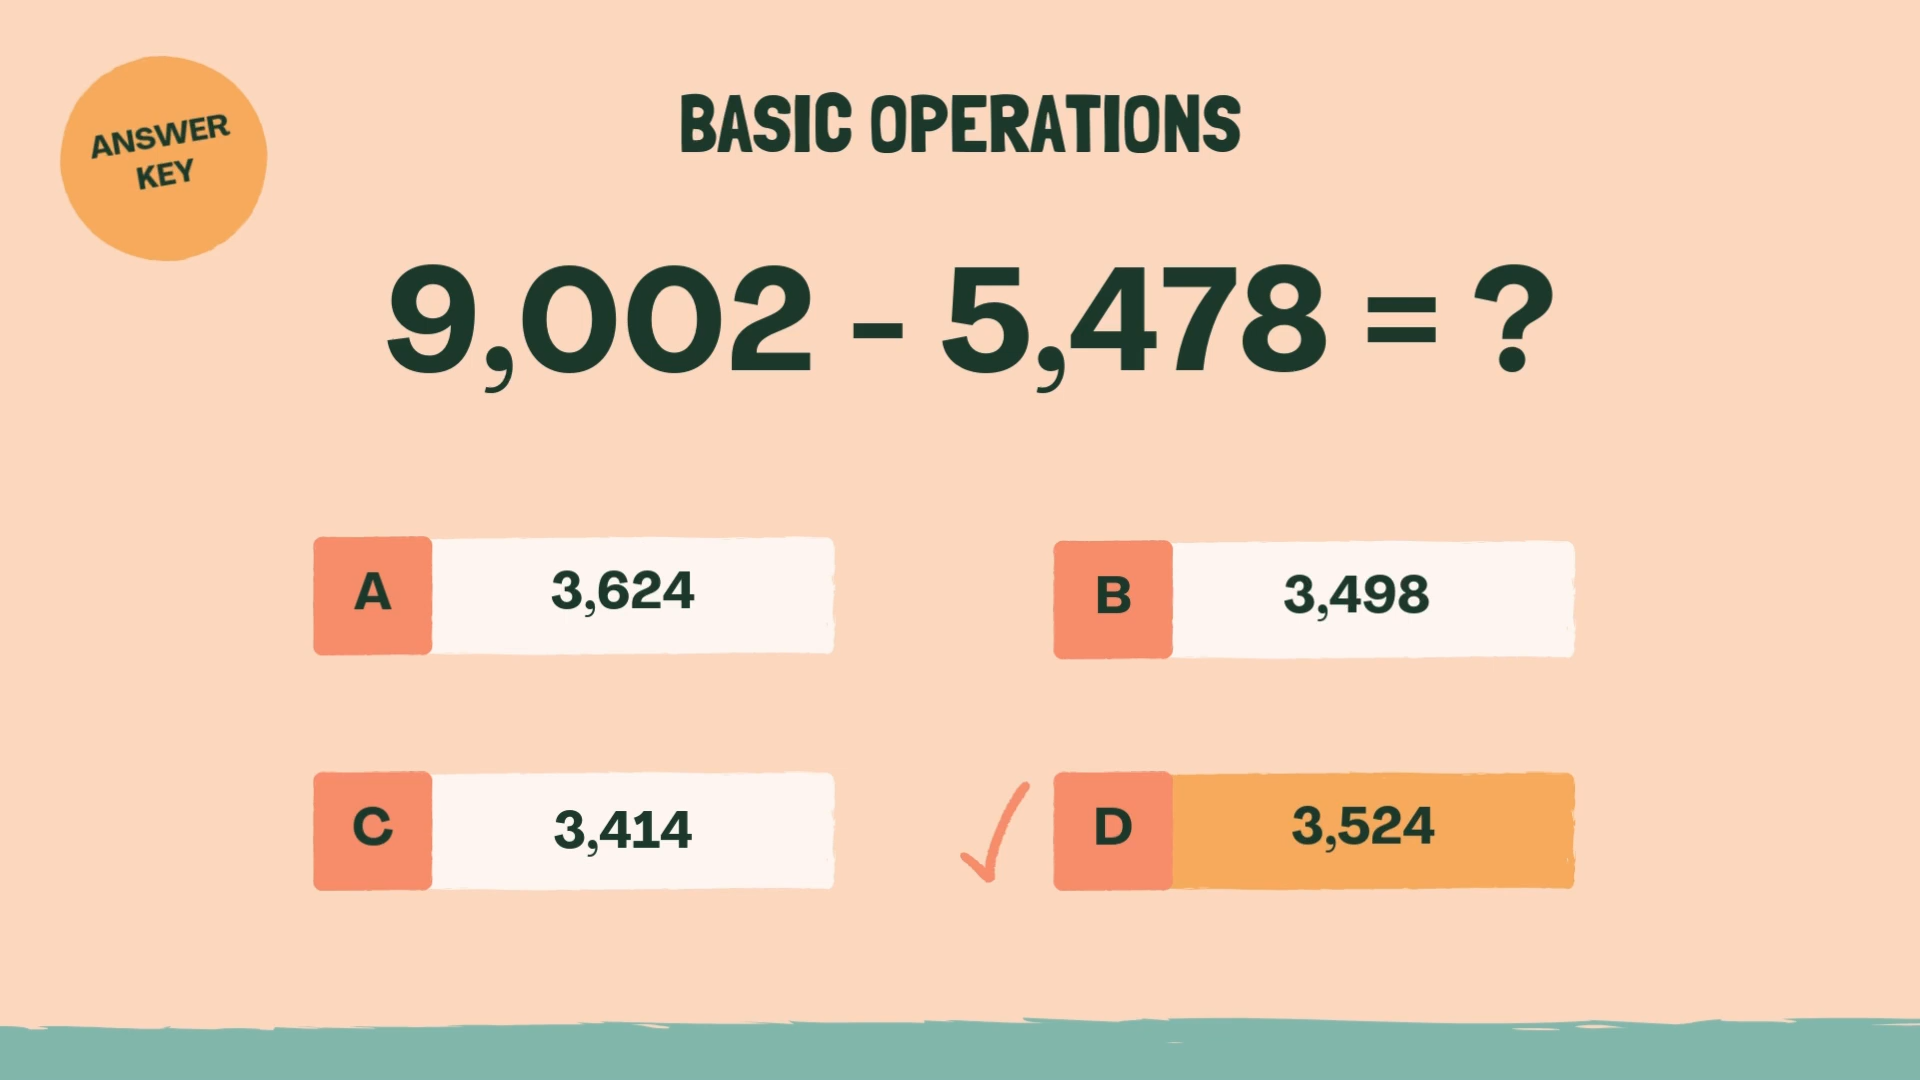 ANSWER
KEY
BASIC OPERATIONS
9,002 - 5,478 = ?
A 3,624
B 3,498
C 3,414
D 3,524